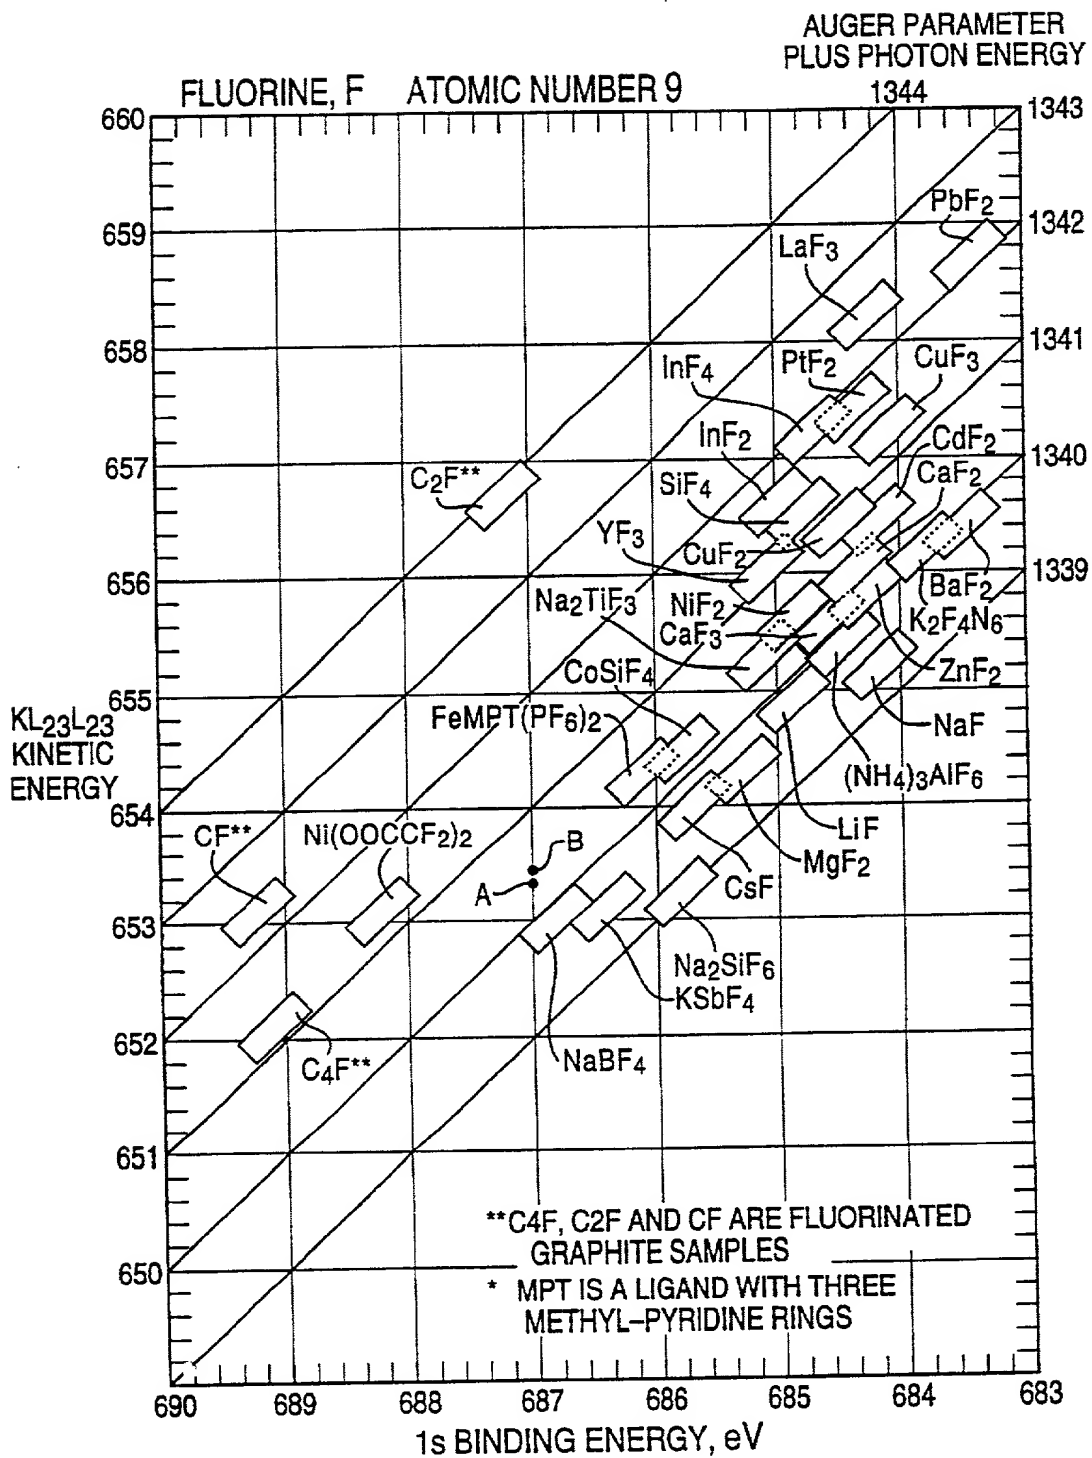 AUGER PARAMETER
PLUS PHOTON ENERGY
FLUORINE, F ATOMIC NUMBER 9
1344
660
1343
PbF2
659
1342
LaF3
658
1341
InF4
PtF2
CuF3
InF2
CdF2
657
1340
C2F**
SiF4
CaF2
YF3
CuF2
656
1339
BaF2
Na2TiF3
NiF2
K2F4N6
CaF3
CoSiF4
ZnF2
655
KL23L23
KINETIC
ENERGY
FeMPT(PF6)2
NaF
(NH4)3AlF6
654
LiF
CF**
Ni(OOCCF2)2
B
MgF2
A
CsF
653
Na2SiF6
KSbF4
652
C4F**
NaBF4
651
**C4F, C2F AND CF ARE FLUORINATED
GRAPHITE SAMPLES
650
* MPT IS A LIGAND WITH THREE
METHYL-PYRIDINE RINGS
690 689 688 687 686 685 684 683
1s BINDING ENERGY, eV